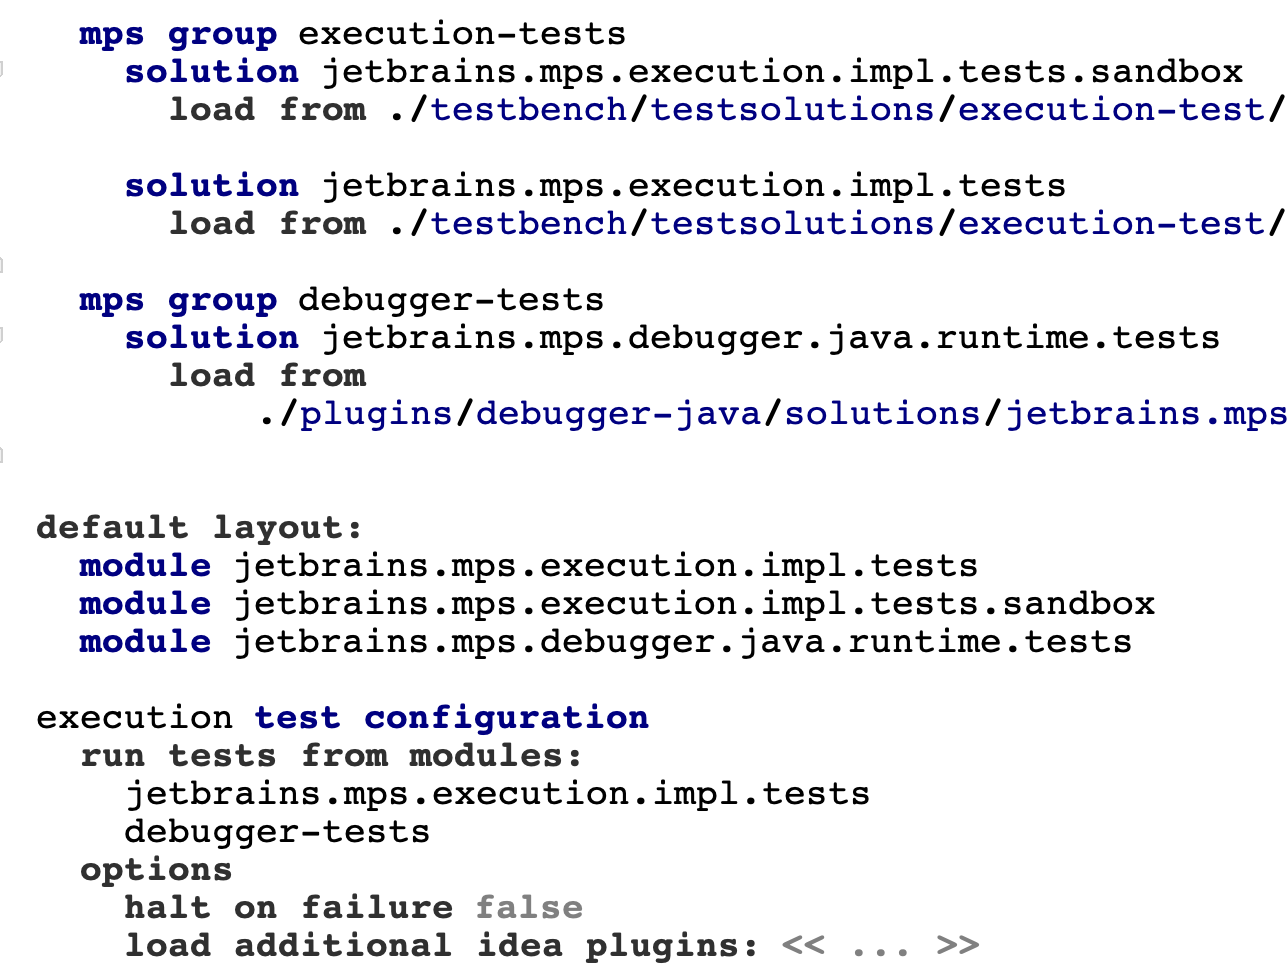 mps group execution-tests
solution jetbrains.mps.execution.impl.tests.sandbox
load from ./testbench/testsolutions/execution-test/
solution jetbrains.mps.execution.impl.tests
load from ./testbench/testsolutions/execution-test/
mps group debugger-tests
solution jetbrains.mps.debugger.java.runtime.tests
load from
./plugins/debugger-java/solutions/jetbrains.mps
default layout:
module jetbrains.mps.execution.impl.tests
module jetbrains.mps.execution.impl.tests.sandbox
module jetbrains.mps.debugger.java.runtime.tests
execution test configuration
run tests from modules:
jetbrains.mps.execution.impl.tests
debugger-tests
options
halt on failure false
load additional idea plugins: << ... >>